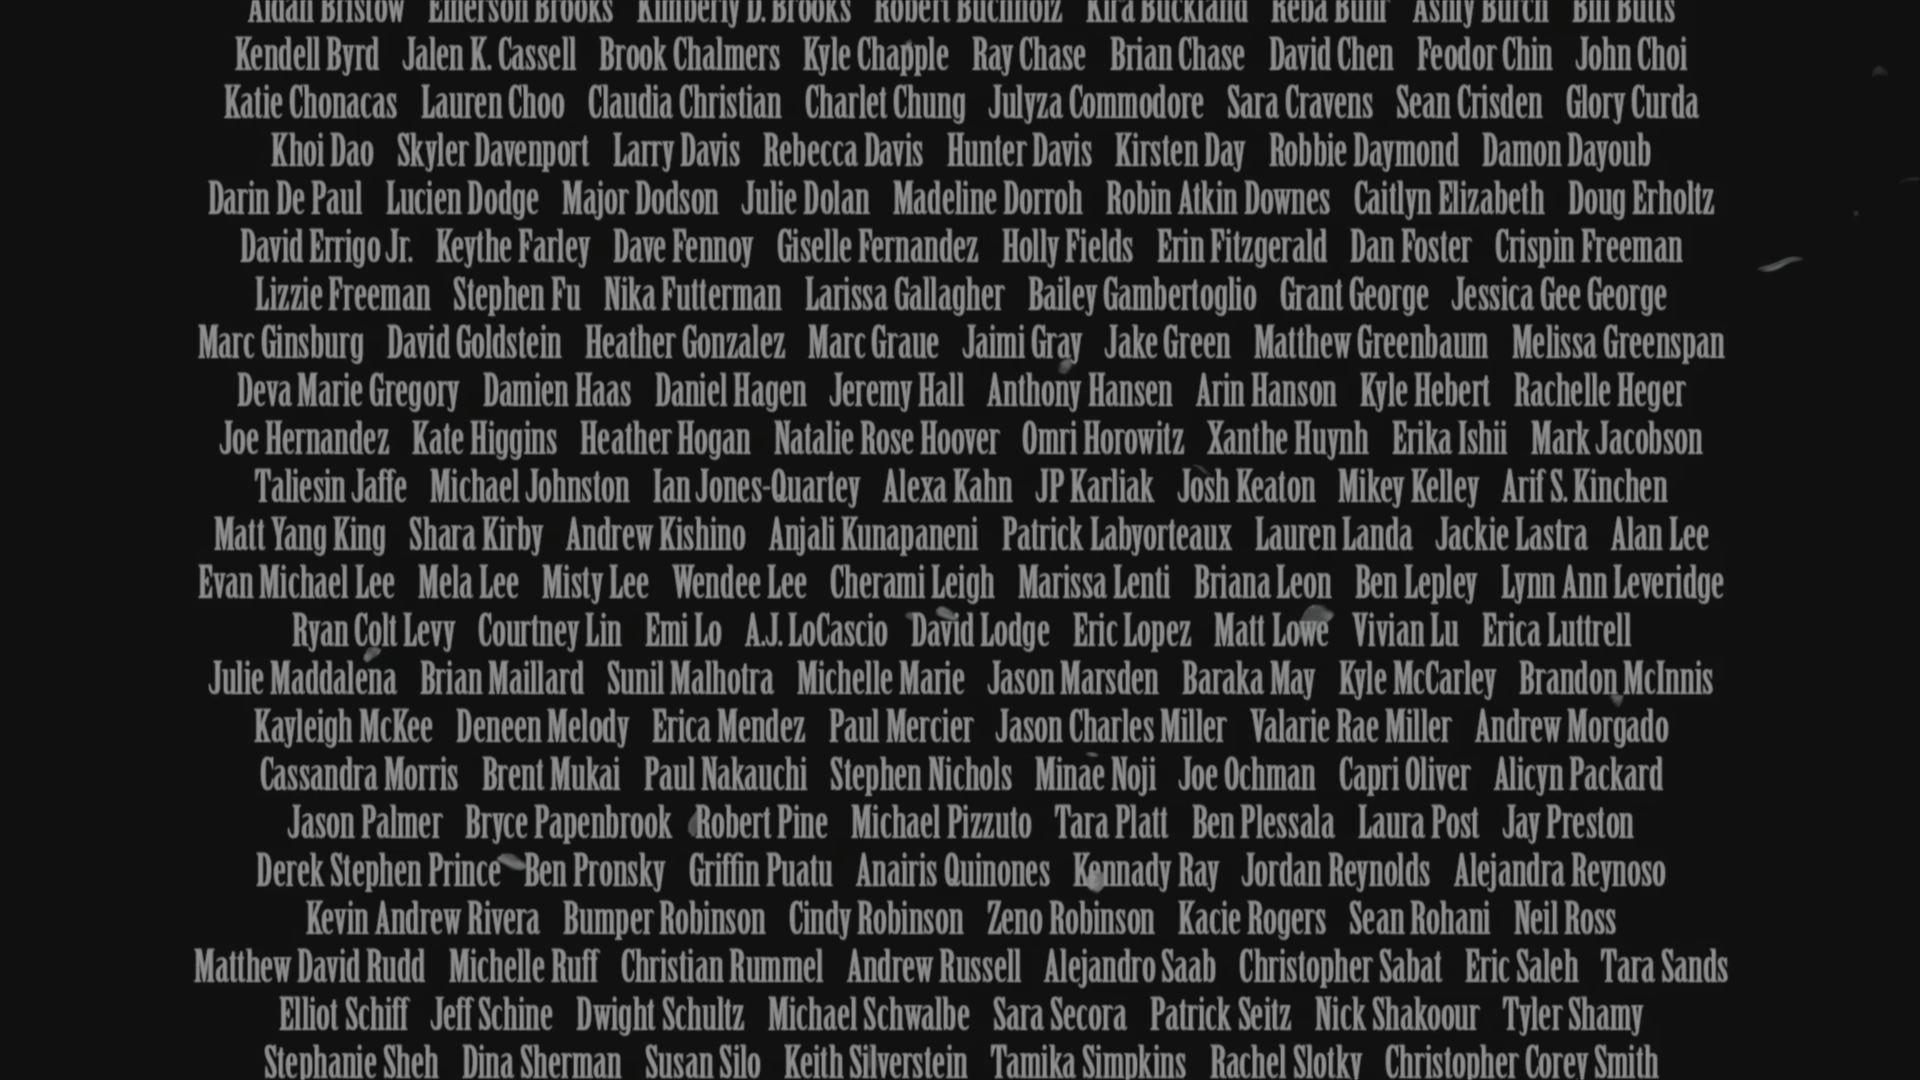 Aidan Bristow Emerson Brooks Kimberly D. Brooks Robert Buchholz Kira Buckland Reba Buhr Ashly Burch Bill Butts
Kendell Byrd Jalen K. Cassell Brook Chalmers Kyle Chapple Ray Chase Brian Chase David Chen Feodor Chin John Choi
Katie Chonacas Lauren Choo Claudia Christian Charlet Chung Julyza Commodore Sara Cravens Sean Crisden Glory Curda
Khoi Dao Skyler Davenport Larry Davis Rebecca Davis Hunter Davis Kirsten Day Robbie Daymond Damon Dayoub
Darin De Paul Lucien Dodge Major Dodson Julie Dolan Madeline Dorroh Robin Atkin Downes Caitlyn Elizabeth Doug Erholtz
David Errigo Jr. Keythe Farley Dave Fennoy Giselle Fernandez Holly Fields Erin Fitzgerald Dan Foster Crispin Freeman
Lizzie Freeman Stephen Fu Nika Futterman Larissa Gallagher Bailey Gambertoglio Grant George Jessica Gee George
Marc Ginsburg David Goldstein Heather Gonzalez Marc Graue Jaimi Gray Jake Green Matthew Greenbaum Melissa Greenspan
Deva Marie Gregory Damien Haas Daniel Hagen Jeremy Hall Anthony Hansen Arin Hanson Kyle Hebert Rachelle Heger
Joe Hernandez Kate Higgins Heather Hogan Natalie Rose Hoover Omri Horowitz Xanthe Huynh Erika Ishii Mark Jacobson
Taliesin Jaffe Michael Johnston Ian Jones-Quartey Alexa Kahn JP Karliak Josh Keaton Mikey Kelley Arif S. Kinchen
Matt Yang King Shara Kirby Andrew Kishino Anjali Kunapaneni Patrick Labyorteaux Lauren Landa Jackie Lastra Alan Lee
Evan Michael Lee Mela Lee Misty Lee Wendee Lee Cherami Leigh Marissa Lenti Briana Leon Ben Lepley Lynn Ann Leveridge
Ryan Colt Levy Courtney Lin Emi Lo A.J. LoCascio David Lodge Eric Lopez Matt Lowe Vivian Lu Erica Luttrell
Julie Maddalena Brian Maillard Sunil Malhotra Michelle Marie Jason Marsden Baraka May Kyle McCarley Brandon McInnis
Kayleigh McKee Deneen Melody Erica Mendez Paul Mercier Jason Charles Miller Valarie Rae Miller Andrew Morgado
Cassandra Morris Brent Mukai Paul Nakauchi Stephen Nichols Minae Noji Joe Ochman Capri Oliver Alicyn Packard
Jason Palmer Bryce Papenbrook Robert Pine Michael Pizzuto Tara Platt Ben Plessala Laura Post Jay Preston
Derek Stephen Prince Ben Pronsky Griffin Puatu Anairis Quinones Kennady Ray Jordan Reynolds Alejandra Reynoso
Kevin Andrew Rivera Bumper Robinson Cindy Robinson Zeno Robinson Kacie Rogers Sean Rohani Neil Ross
Matthew David Rudd Michelle Ruff Christian Rummel Andrew Russell Alejandro Saab Christopher Sabat Eric Saleh Tara Sands
Elliot Schiff Jeff Schine Dwight Schultz Michael Schwalbe Sara Secora Patrick Seitz Nick Shakoour Tyler Shamy
Stephanie Sheh Dina Sherman Susan Silo Keith Silverstein Tamika Simpkins Rachel Slotky Christopher Corey Smith